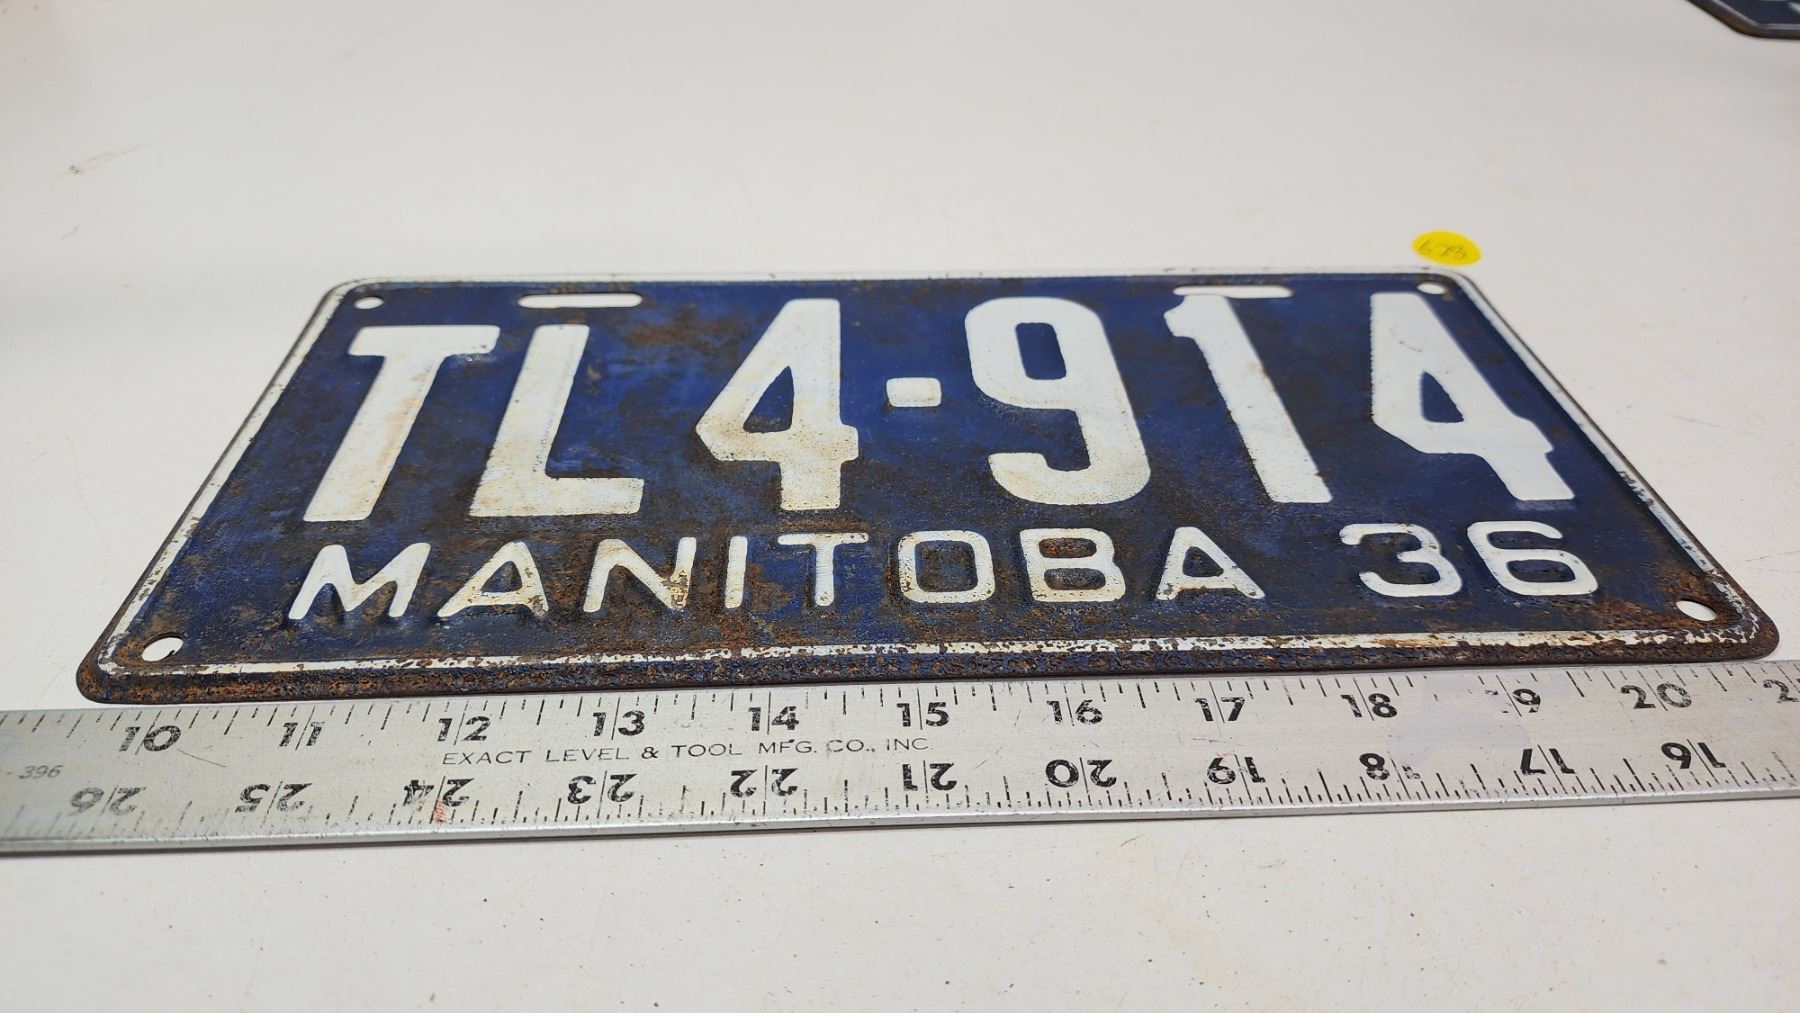 TL4-914
MANITOBA 36
10 11 12 13 14 15 16 17 18 19 20
EXACT LEVEL & TOOL MFG. CO., INC.
- 396
26 25 24 23 22 21 20 19 18 17 16